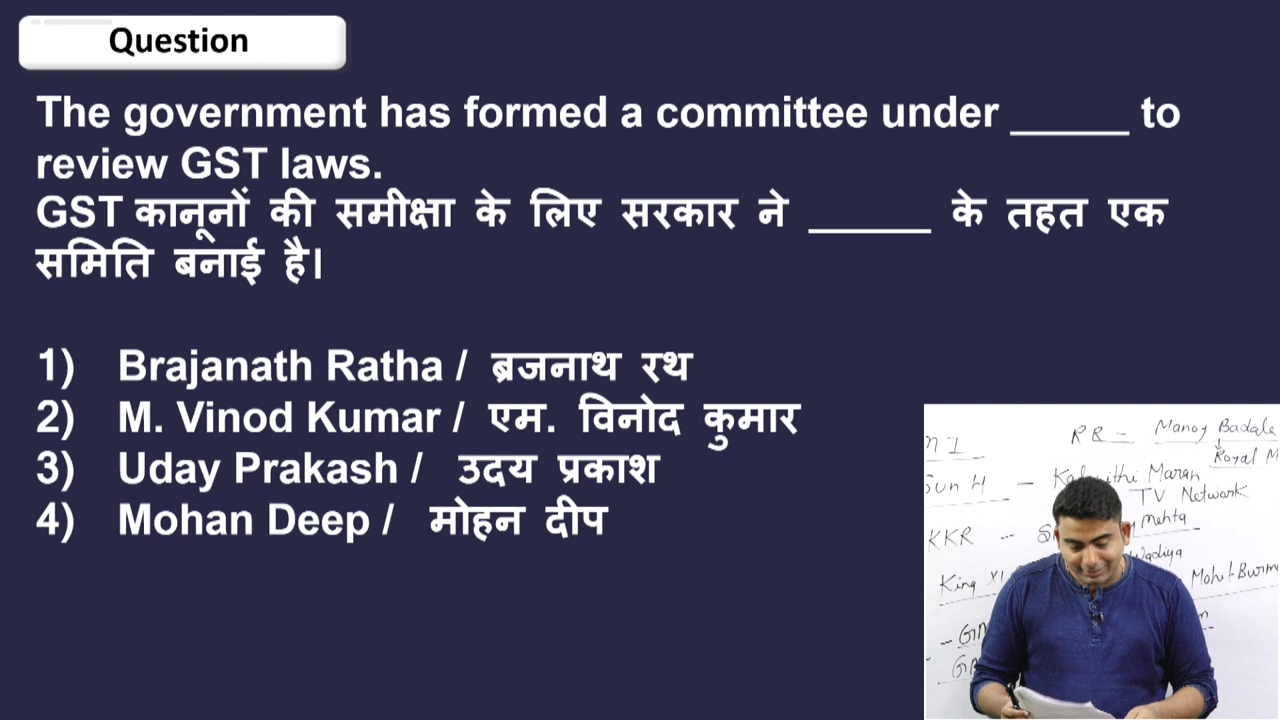 Question
The government has formed a committee under _____ to
review GST laws.
GST कानूनों की समीक्षा के लिए सरकार ने _____ के तहत एक
समिति बनाई है।
1) Brajanath Ratha / ब्रजनाथ रथ
2) M. Vinod Kumar / एम. विनोद कुमार
3) Uday Prakash / उदय प्रकाश
4) Mohan Deep / मोहन दीप
RR - Manoj Badale
Royal M
Sun H - Maran
TV Network
KKR - Mehta
Wadiya
King XI Mohit Burm